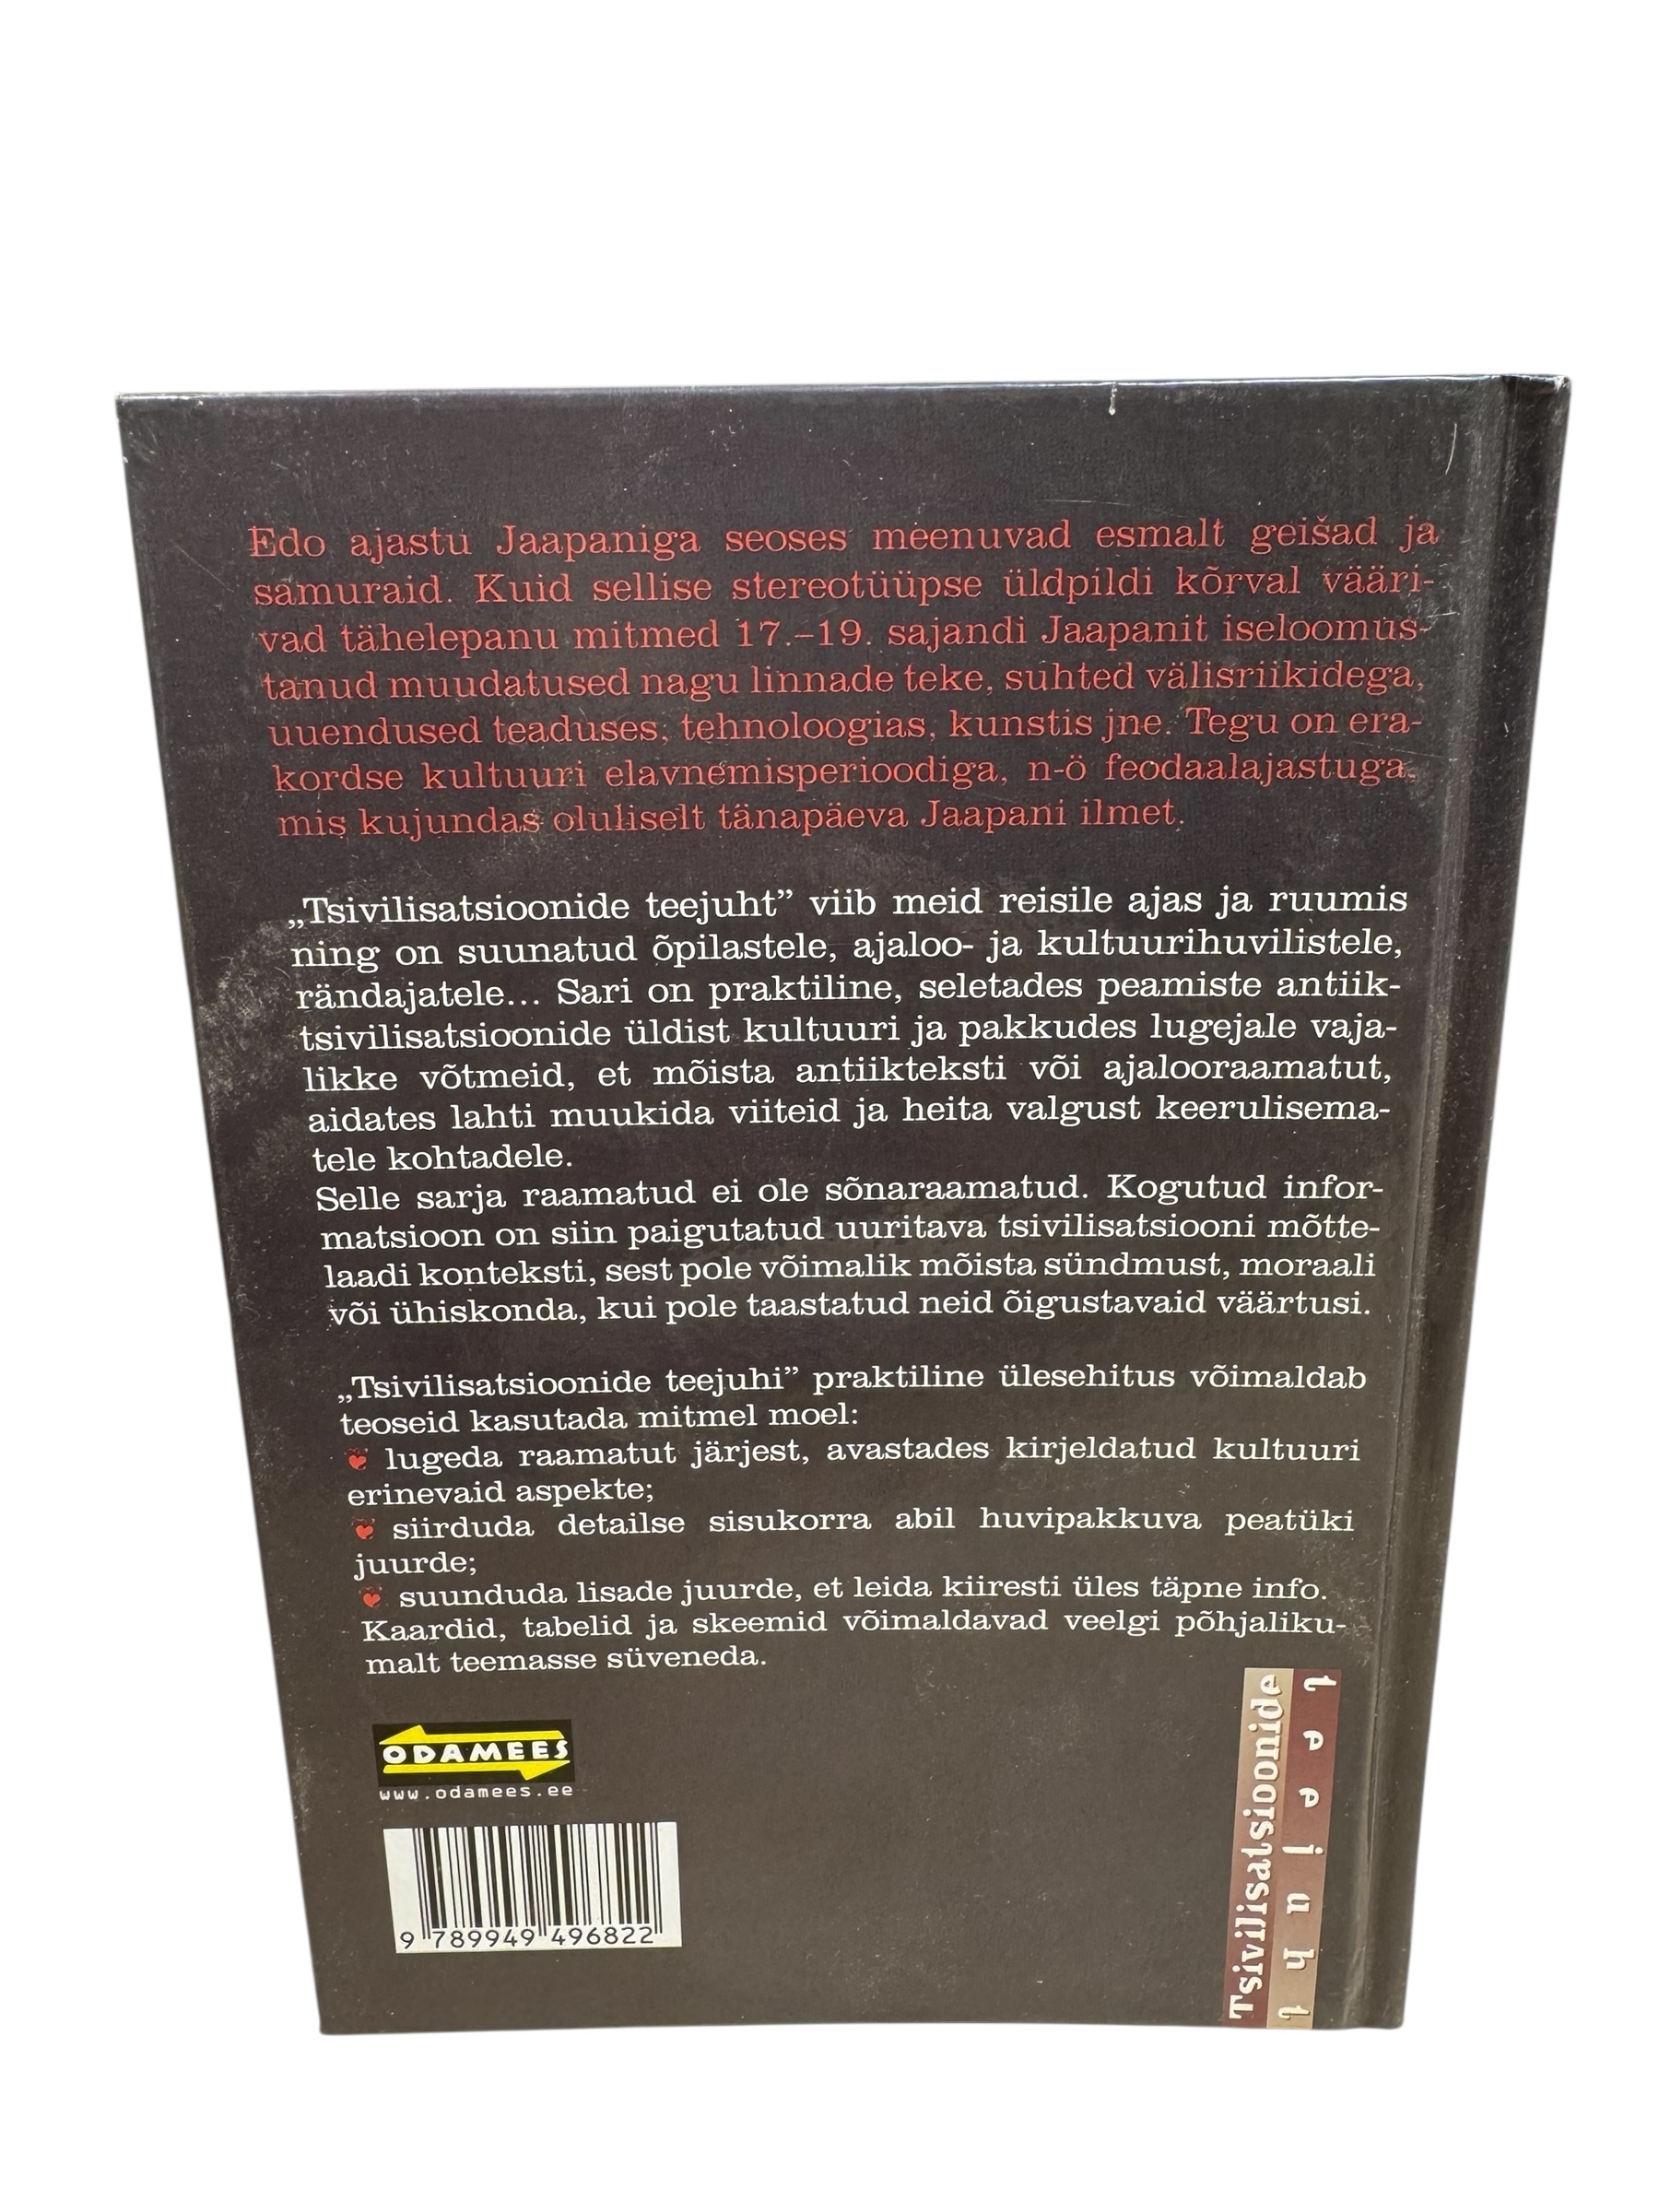 Edo ajastu Jaapaniga seoses meenuvad esmalt geišad ja
samuraid. Kuid sellise stereotüüpse üldpildi kõrval vääri-
vad tähelepanu mitmed 17.–19. sajandi Jaapanit iseloomus-
tanud muudatused nagu linnade teke, suhted välisriikidega,
uuendused teaduses, tehnoloogias, kunstis jne. Tegu on era-
kordse kultuuri elavnemisperioodiga, n-ö feodaalajastuga,
mis kujundas oluliselt tänapäeva Jaapani ilmet.
„Tsivilisatsioonide teejuht” viib meid reisile ajas ja ruumis
ning on suunatud õpilastele, ajaloo- ja kultuurihuvilistele,
rändajatele... Sari on praktiline, seletades peamiste antiik-
tsivilisatsioonide üldist kultuuri ja pakkudes lugejale vaja-
likke võtmeid, et mõista antiikteksti või ajalooraamatut,
aidates lahti muukida viiteid ja heita valgust keerulisema-
tele kohtadele.
Selle sarja raamatud ei ole sõnaraamatud. Kogutud infor-
matsioon on siin paigutatud uuritava tsivilisatsiooni mõtte-
laadi konteksti, sest pole võimalik mõista sündmust, moraali
või ühiskonda, kui pole taastatud neid õigustavaid väärtusi.
„Tsivilisatsioonide teejuhi” praktiline ülesehitus võimaldab
teoseid kasutada mitmel moel:
lugeda raamatut järjest, avastades kirjeldatud kultuuri
erinevaid aspekte;
siirduda detailse sisukorra abil huvipakkuva peatüki
juurde;
suunduda lisade juurde, et leida kiiresti üles täpne info.
Kaardid, tabelid ja skeemid võimaldavad veelgi põhjaliku-
malt teemasse süveneda.
ODAMEES
www.odamees.ee
9 789949 496822
Tsivilisatsioonide
teejuht